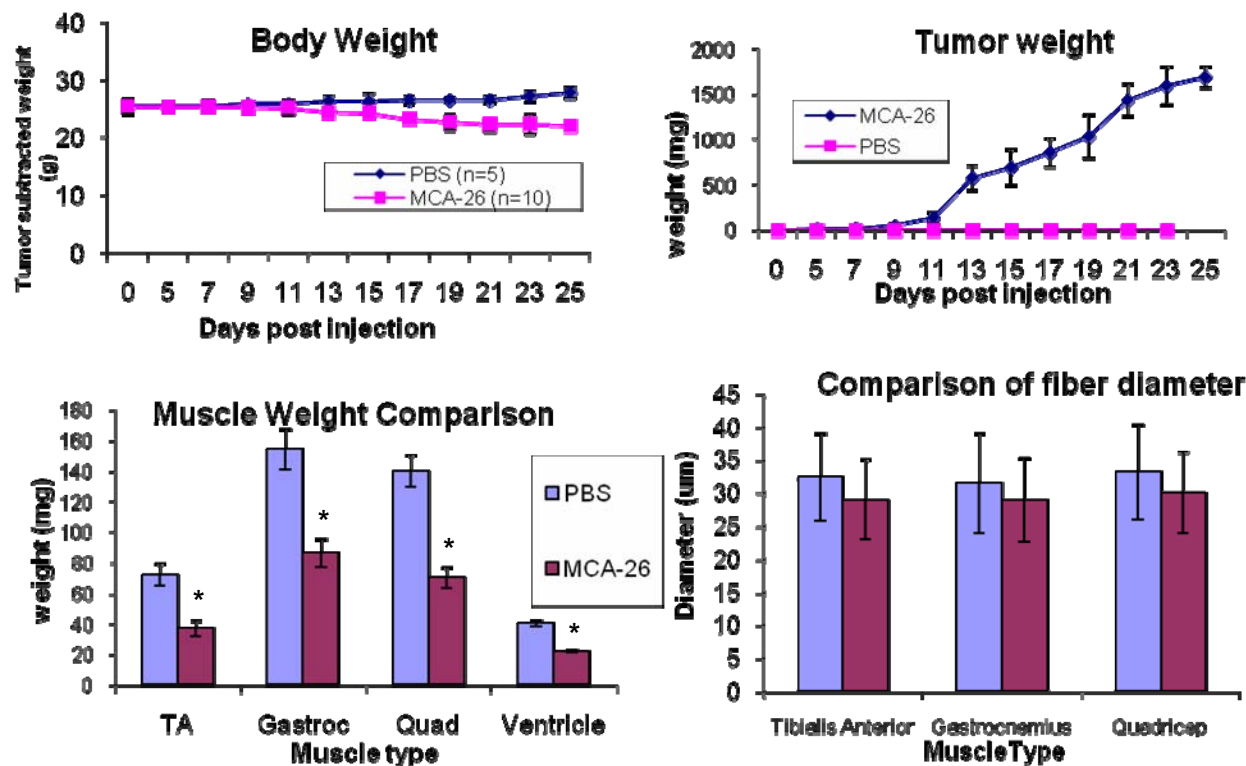 Body Weight
Tumor subtracted weight
(g)
40
30
20
10
0
PBS (n=5)
MCA-26 (n=10)
0 5 7 9 11 13 15 17 19 21 23 25
Days post injection
Tumor weight
weight (mg)
2000
1500
1000
500
0
MCA-26
PBS
0 5 7 9 11 13 15 17 19 21 23 25
Days post injection
Muscle Weight Comparison
weight (mg)
180
160
140
120
100
80
60
40
20
0
* * * *
PBS
MCA-26
TA Gastroc Quad Ventricle
Muscle type
Comparison of fiber diameter
Diameter (um)
45
40
35
30
25
20
15
10
5
0
Tibialis Anterior Gastrocnemius Quadricep
MuscleType